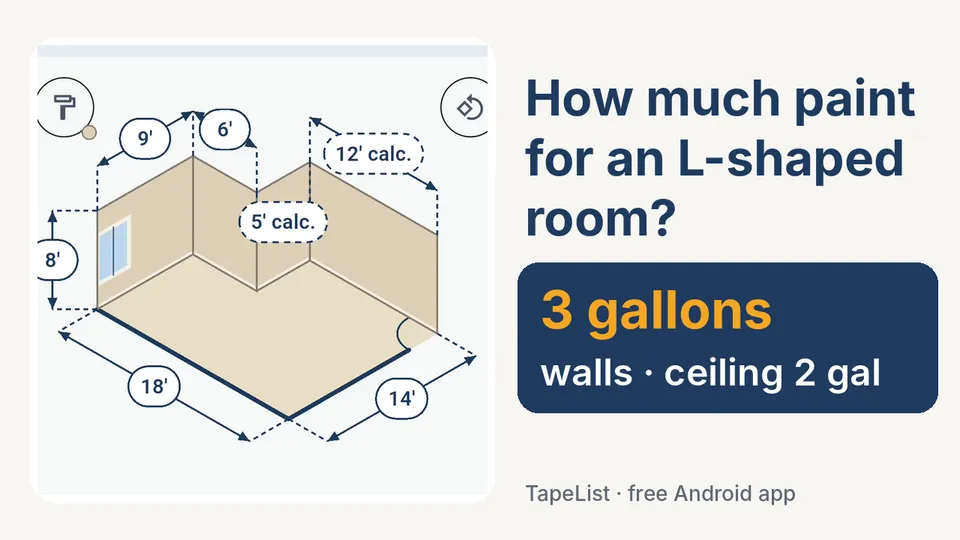 9'
6'
12' calc.
5' calc.
8'
18'
14'
How much paint
for an L-shaped
room?
3 gallons
walls · ceiling 2 gal
TapeList · free Android app